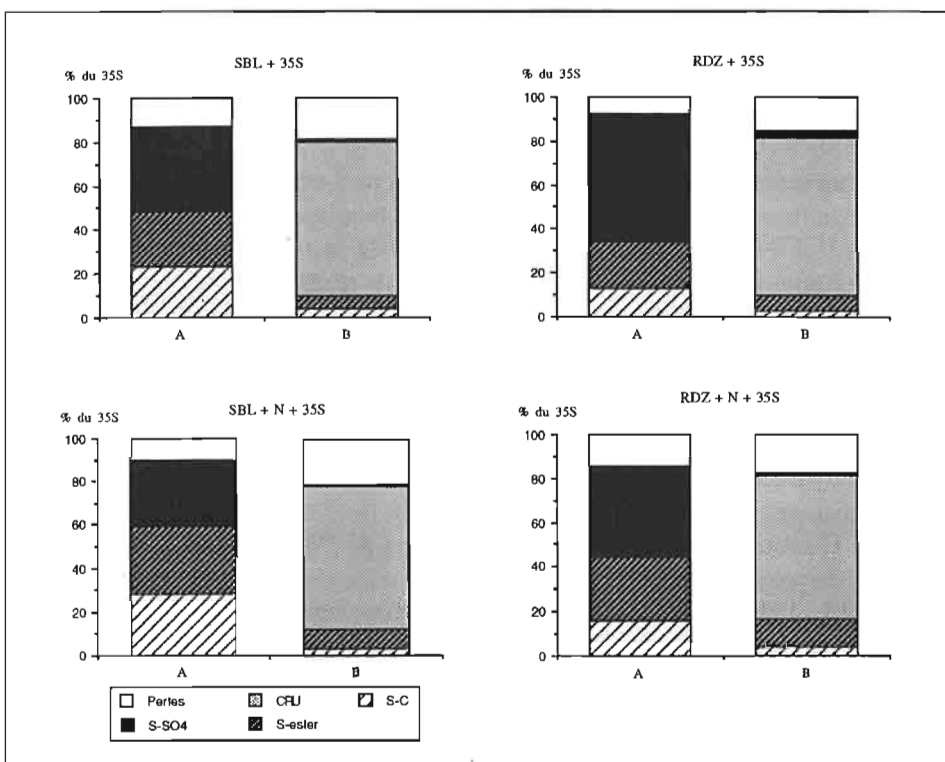 SBL + 35S
% du 35S
100
80
60
40
20
0
A B
RDZ + 35S
% du 35S
100
80
60
40
20
0
A B
SBL + N + 35S
% du 35S
100
80
60
40
20
0
A B
RDZ + N + 35S
% du 35S
100
80
60
40
20
0
A B
Pertes CRU S-C
S-SO4 S-ester